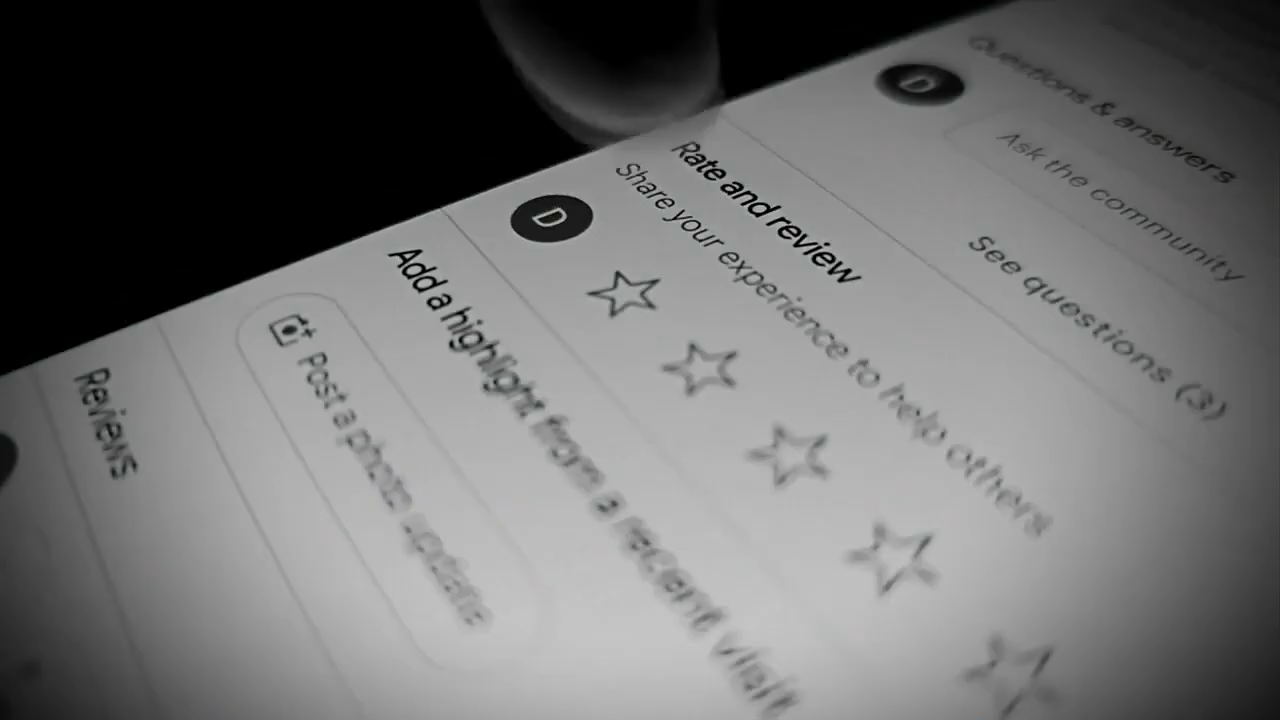 Questions & answers
D
Ask the community
See questions (3)
Rate and review
Share your experience to help others
D
Add a highlight from a recent visit
Post a photo update
Reviews